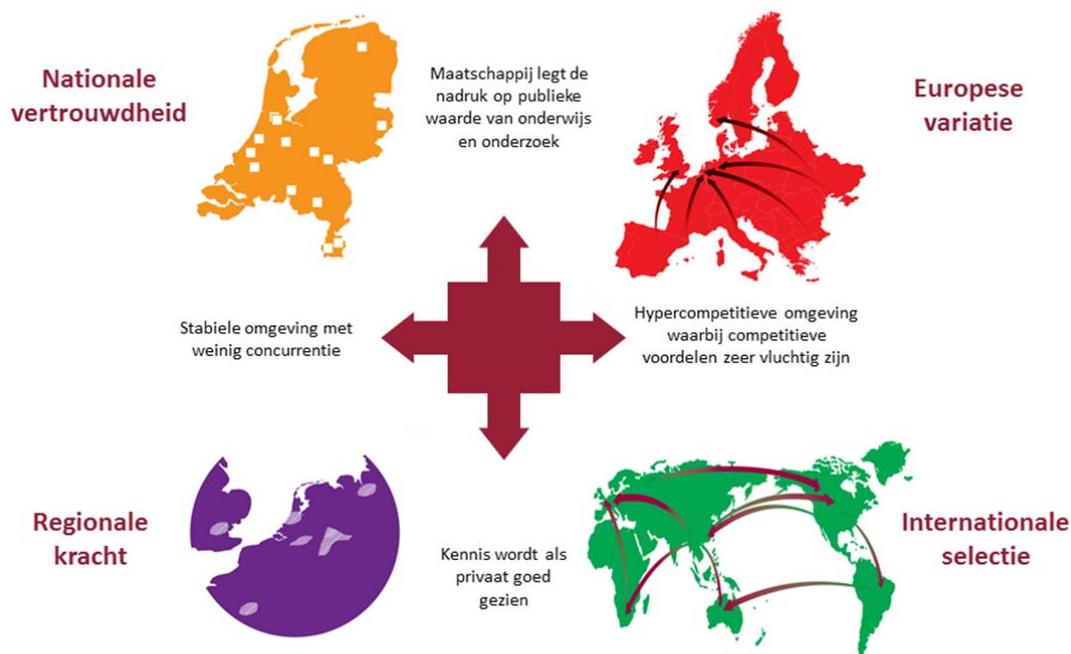 Nationale
vertrouwdheid
Maatschappij legt de
nadruk op publieke
waarde van onderwijs
en onderzoek
Europese
variatie
Stabiele omgeving met
weinig concurrentie
Hypercompetitieve omgeving
waarbij competitieve
voordelen zeer vluchtig zijn
Regionale
kracht
Kennis wordt als
privaat goed
gezien
Internationale
selectie